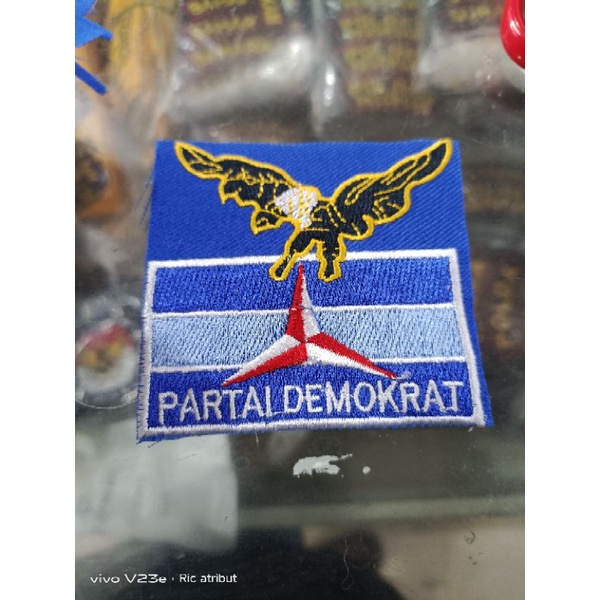 PARTAI DEMOKRAT
vivo V23e · Ric atribut